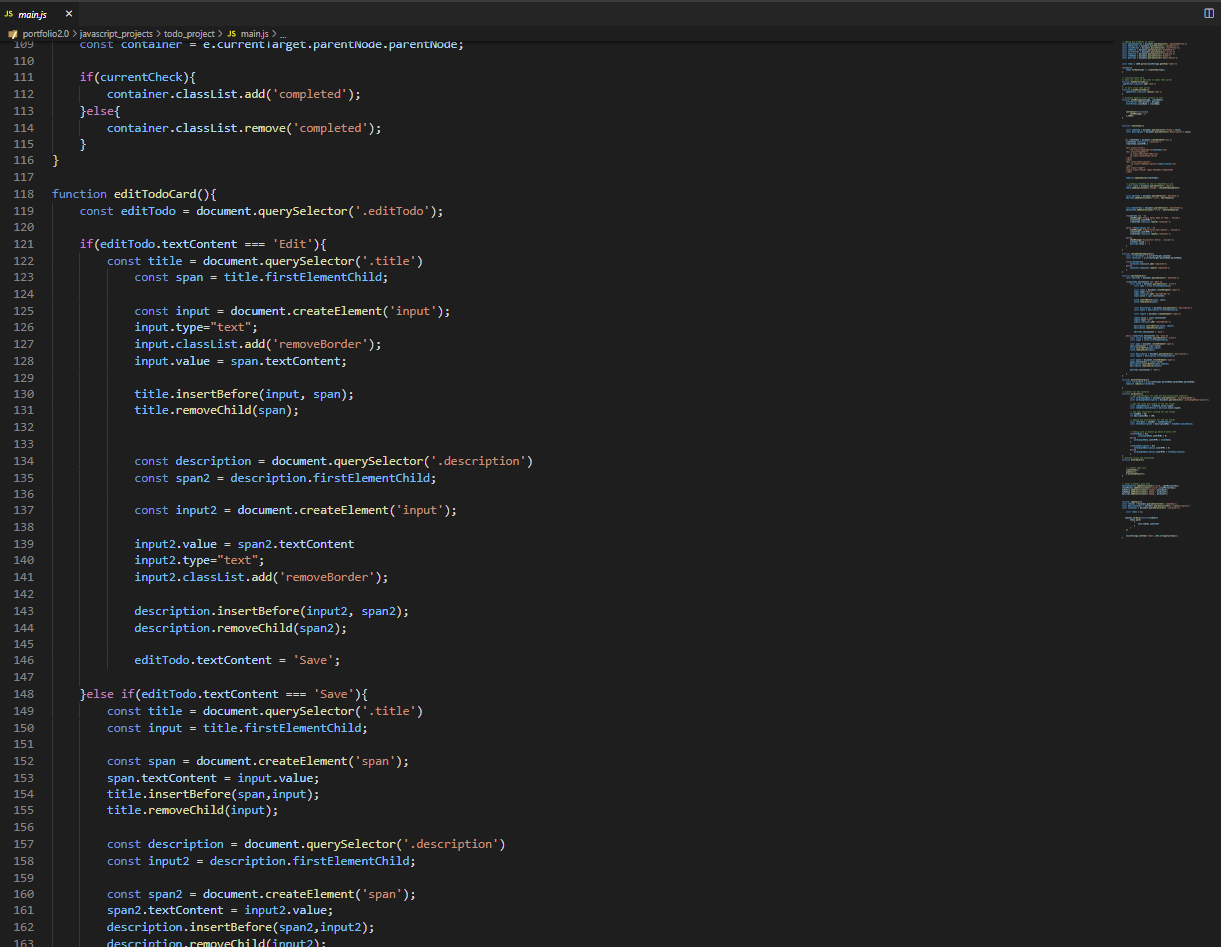 JS main.js ×
portfolio2.0 > javascript_projects > todo_project > JS main.js > ...
109 const container = e.currentTarget.parentNode.parentNode;
110
111 if(currentCheck){
112 container.classList.add('completed');
113 }else{
114 container.classList.remove('completed');
115 }
116 }
117
118 function editTodoCard(){
119 const editTodo = document.querySelector('.editTodo');
120
121 if(editTodo.textContent === 'Edit'){
122 const title = document.querySelector('.title')
123 const span = title.firstElementChild;
124
125 const input = document.createElement('input');
126 input.type="text";
127 input.classList.add('removeBorder');
128 input.value = span.textContent;
129
130 title.insertBefore(input, span);
131 title.removeChild(span);
132
133
134 const description = document.querySelector('.description')
135 const span2 = description.firstElementChild;
136
137 const input2 = document.createElement('input');
138
139 input2.value = span2.textContent
140 input2.type="text";
141 input2.classList.add('removeBorder');
142
143 description.insertBefore(input2, span2);
144 description.removeChild(span2);
145
146 editTodo.textContent = 'Save';
147
148 }else if(editTodo.textContent === 'Save'){
149 const title = document.querySelector('.title')
150 const input = title.firstElementChild;
151
152 const span = document.createElement('span');
153 span.textContent = input.value;
154 title.insertBefore(span,input);
155 title.removeChild(input);
156
157 const description = document.querySelector('.description')
158 const input2 = description.firstElementChild;
159
160 const span2 = document.createElement('span');
161 span2.textContent = input2.value;
162 description.insertBefore(span2,input2);
163 description.removeChild(input2);